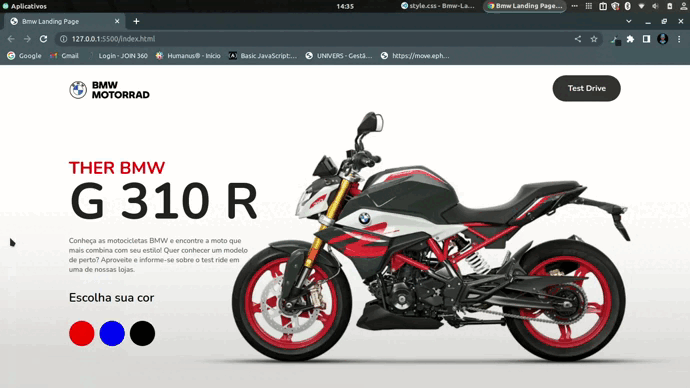 Aplicativos
14:35
style.css - Bmw-La...
Bmw Landing Page...
Bmw Landing Page
127.0.0.1:5500/index.html
Google
Gmail
Login - JOIN 360
Humanus® - Início
Basic JavaScript:...
UNIVERS - Gestã...
https://move.eph...
BMW
MOTORRAD
Test Drive
THER BMW
G 310 R
Conheça as motocicletas BMW e encontre a moto que
mais combina com seu estilo! Quer conhecer um modelo
de perto? Aproveite e informe-se sobre o test ride em
uma de nossas lojas.
Escolha sua cor